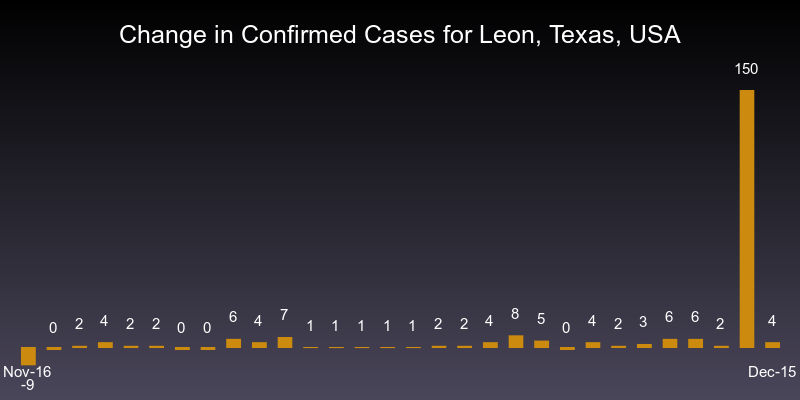 Change in Confirmed Cases for Leon, Texas, USA
150
0 2 4 2 2 0 0 6 4 7 1 1 1 1 1 2 2 4 8 5 0 4 2 3 6 6 2 4
Nov-16 Dec-15
-9